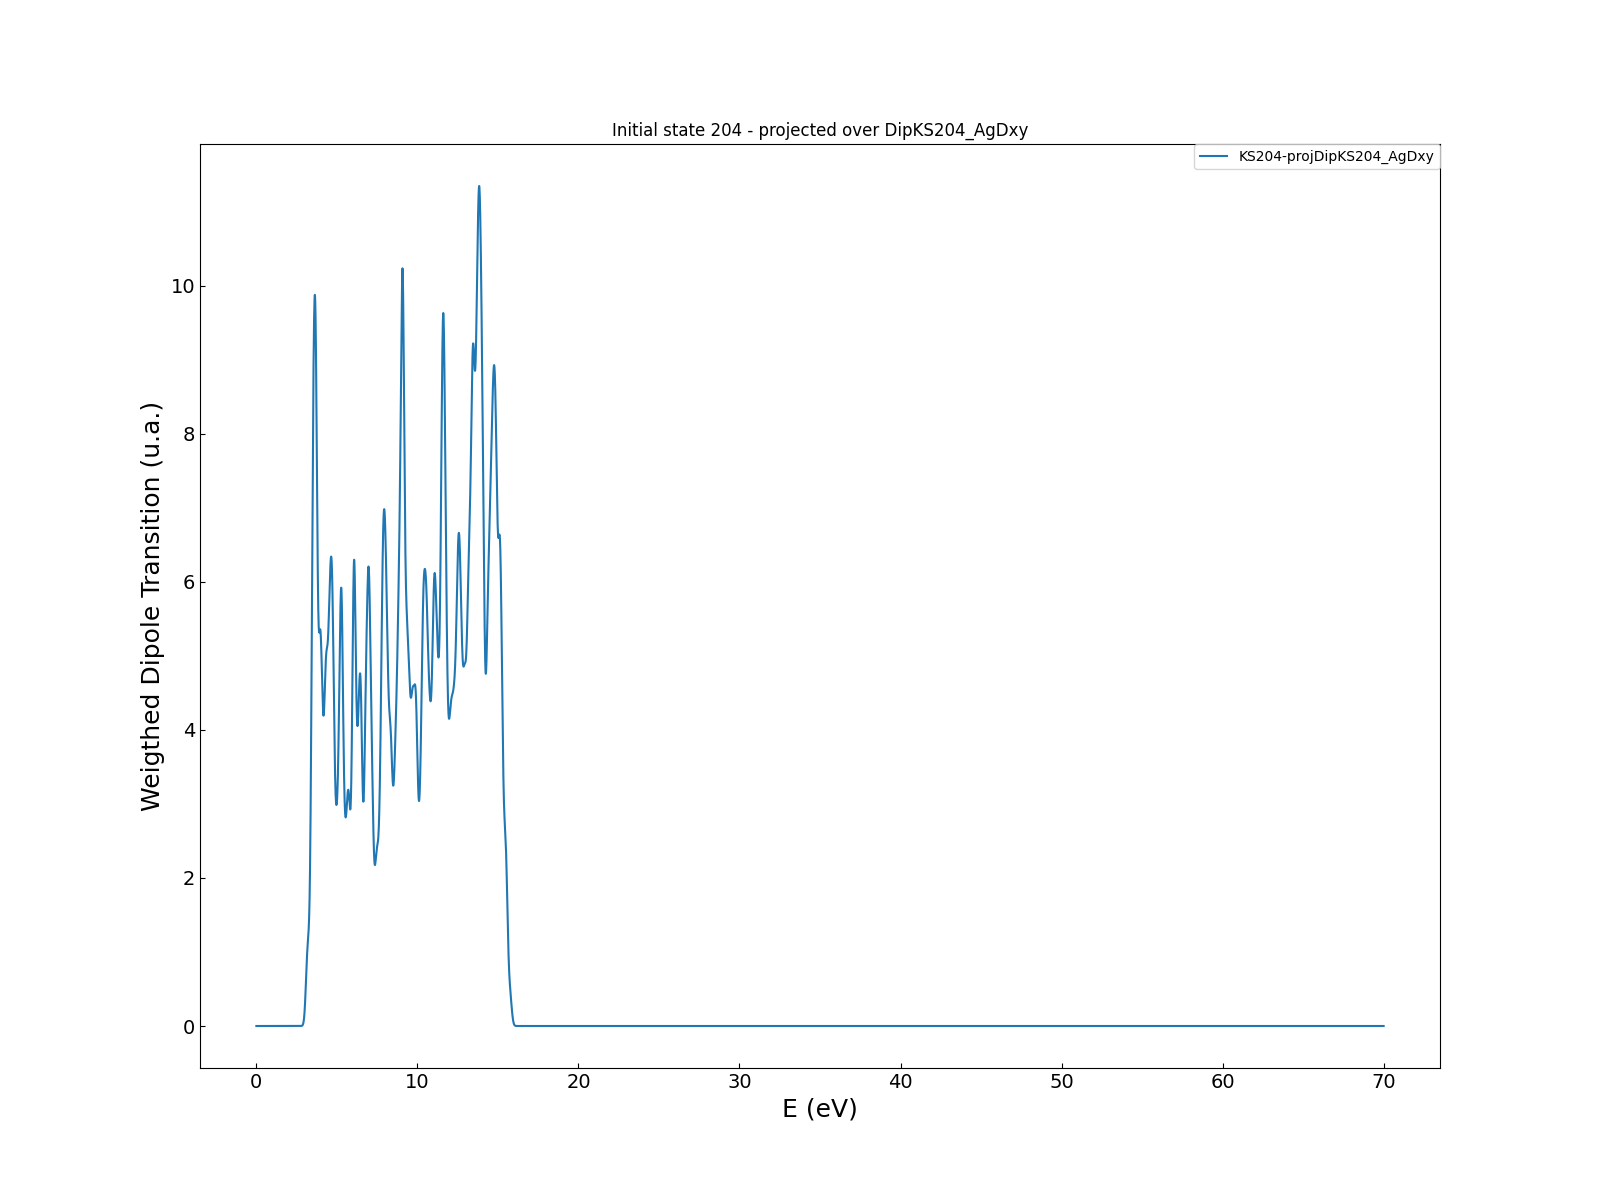 Initial state 204 - projected over DipKS204_AgDxy
KS204-projDipKS204_AgDxy
Weigthed Dipole Transition (u.a.)
10
8
6
4
2
0
0 10 20 30 40 50 60 70
E (eV)